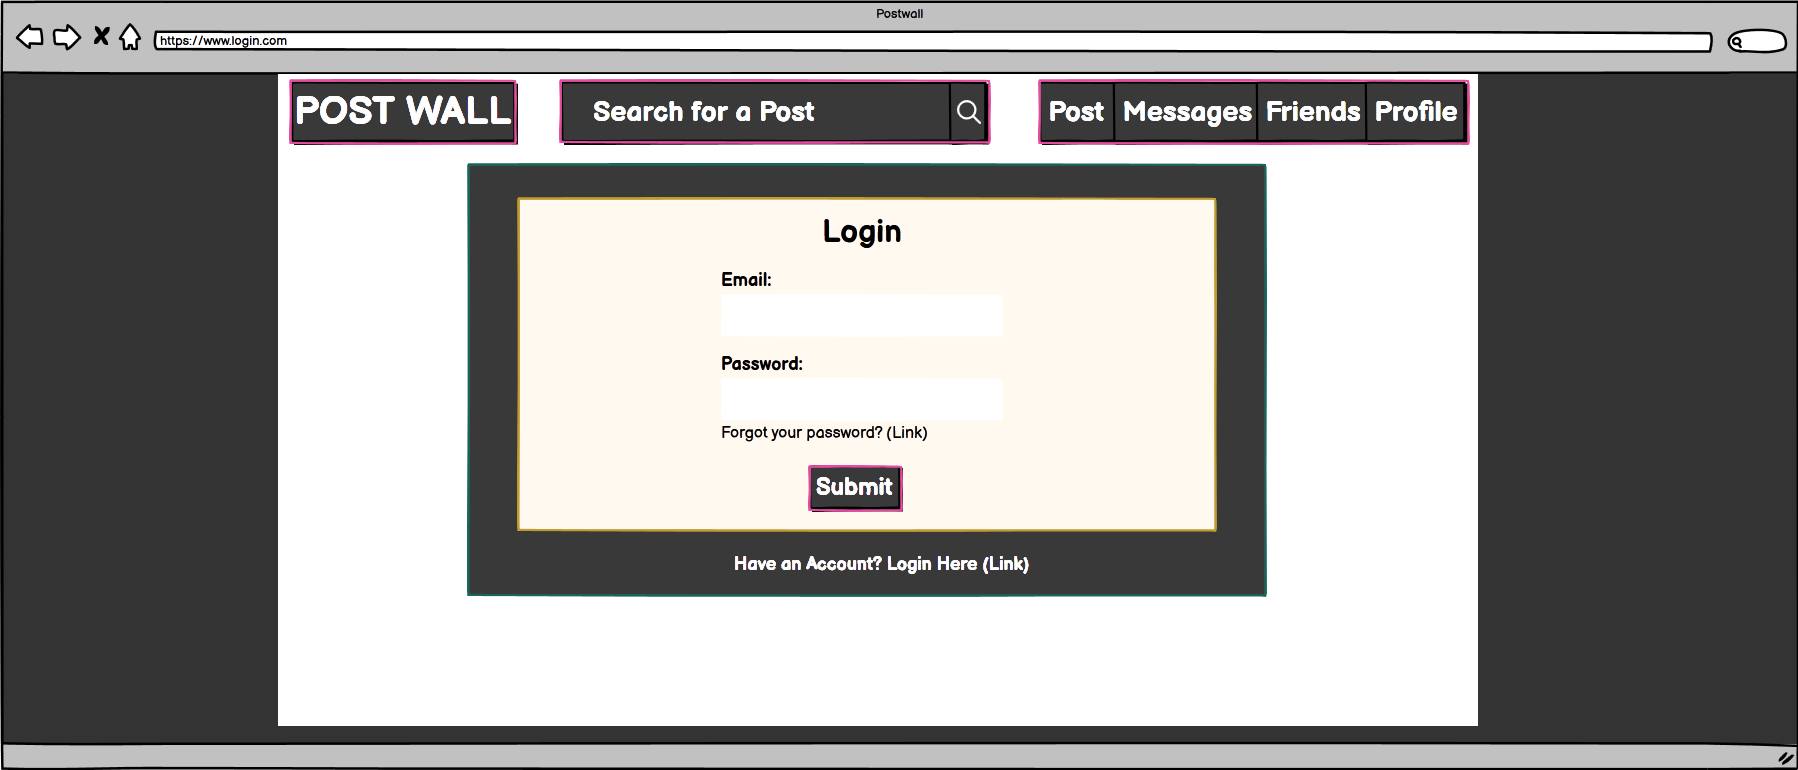 Postwall
https://www.login.com
POST WALL
Search for a Post
Post Messages Friends Profile
Login
Email:
Password:
Forgot your password? (Link)
Submit
Have an Account? Login Here (Link)